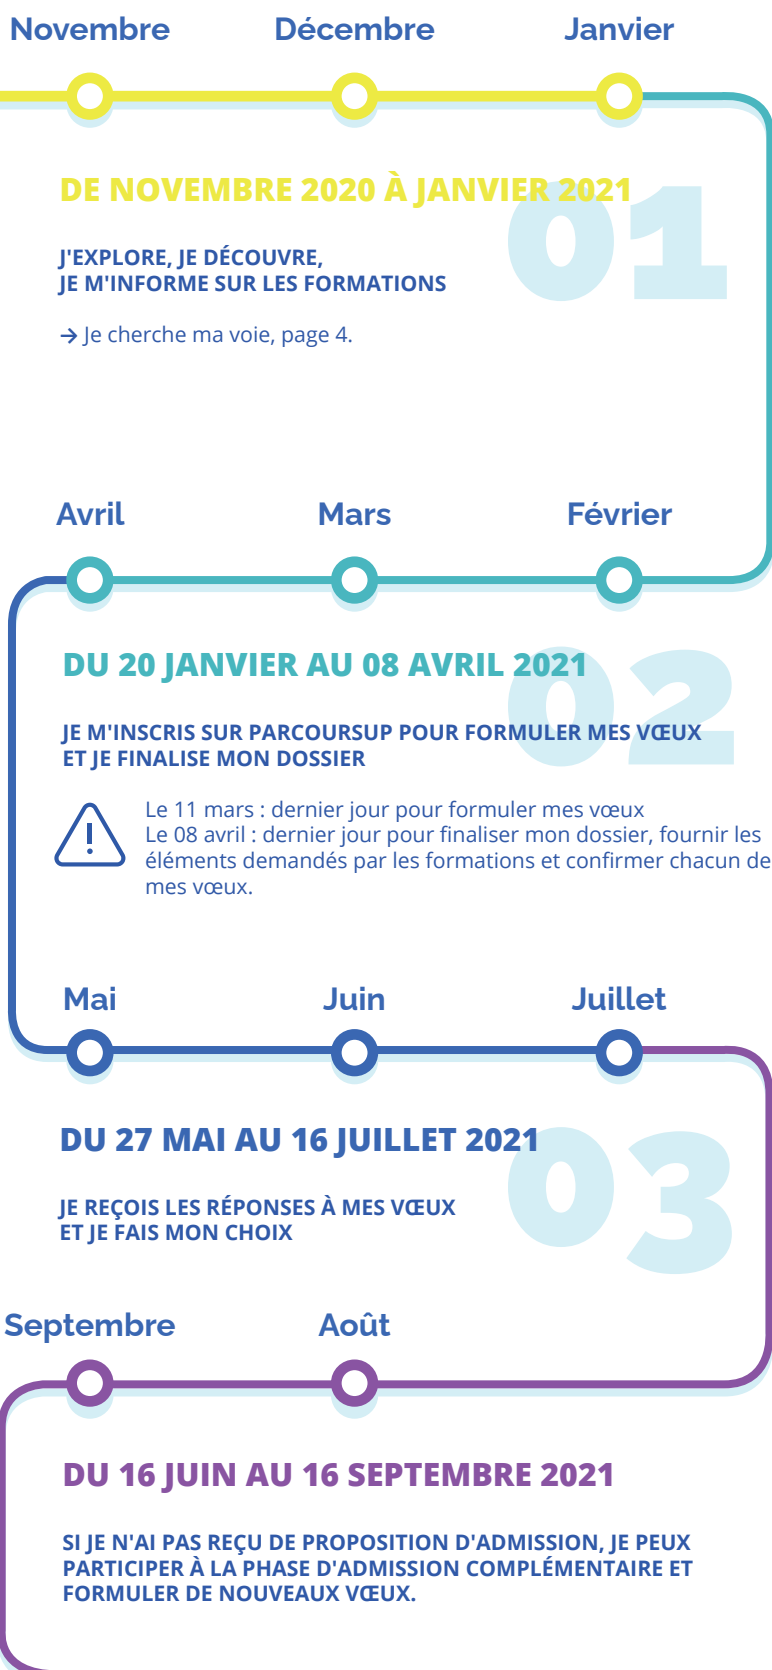 Novembre Décembre Janvier
DE NOVEMBRE 2020 À JANVIER 2021
01
J'EXPLORE, JE DÉCOUVRE,
JE M'INFORME SUR LES FORMATIONS
→ Je cherche ma voie, page 4.
Avril Mars Février
DU 20 JANVIER AU 08 AVRIL 2021
02
JE M'INSCRIS SUR PARCOURSUP POUR FORMULER MES VŒUX
ET JE FINALISE MON DOSSIER
Le 11 mars : dernier jour pour formuler mes vœux
Le 08 avril : dernier jour pour finaliser mon dossier, fournir les
éléments demandés par les formations et confirmer chacun de
mes vœux.
Mai Juin Juillet
DU 27 MAI AU 16 JUILLET 2021
03
JE REÇOIS LES RÉPONSES À MES VŒUX
ET JE FAIS MON CHOIX
Septembre Août
DU 16 JUIN AU 16 SEPTEMBRE 2021
SI JE N'AI PAS REÇU DE PROPOSITION D'ADMISSION, JE PEUX
PARTICIPER À LA PHASE D'ADMISSION COMPLÉMENTAIRE ET
FORMULER DE NOUVEAUX VŒUX.